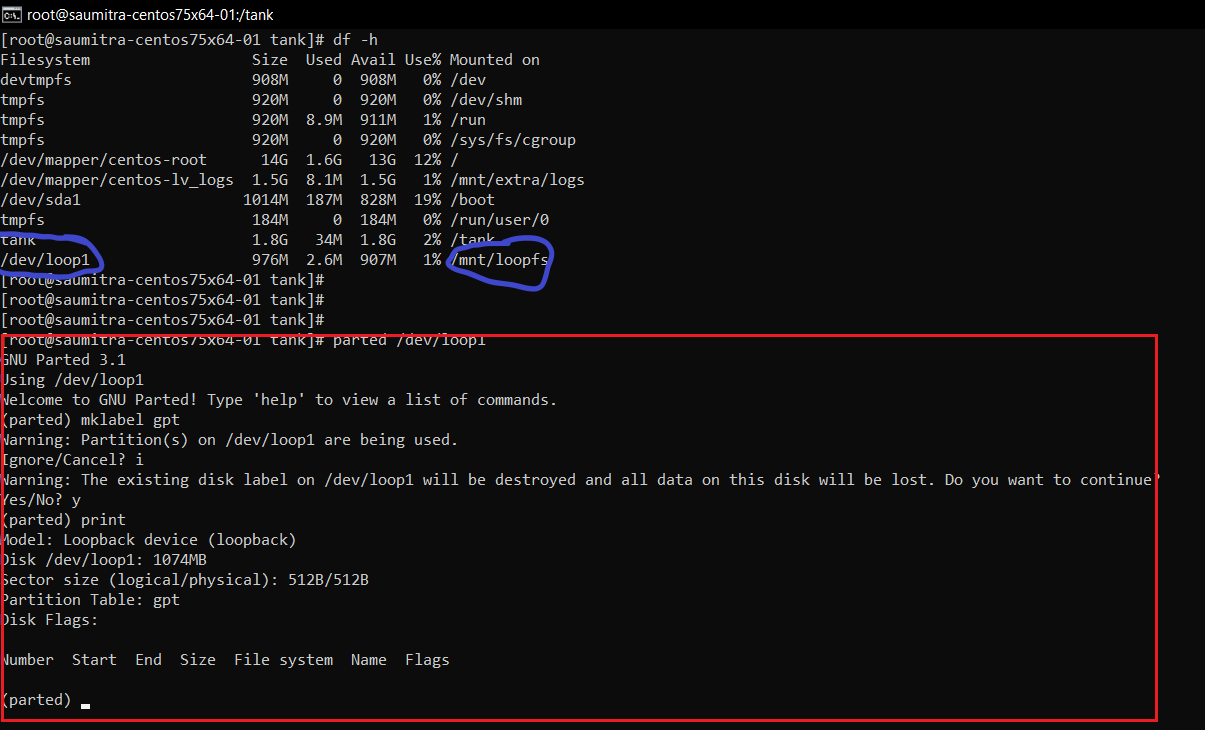 root@saumitra-centos75x64-01:/tank
[root@saumitra-centos75x64-01 tank]# df -h
Filesystem                  Size  Used Avail Use% Mounted on
devtmpfs                    908M     0  908M   0% /dev
tmpfs                       920M     0  920M   0% /dev/shm
tmpfs                       920M  8.9M  911M   1% /run
tmpfs                       920M     0  920M   0% /sys/fs/cgroup
/dev/mapper/centos-root      14G  1.6G   13G  12% /
/dev/mapper/centos-lv_logs  1.5G  8.1M  1.5G   1% /mnt/extra/logs
/dev/sda1                  1014M  187M  828M  19% /boot
tmpfs                       184M     0  184M   0% /run/user/0
tank                        1.8G   34M  1.8G   2% /tank
/dev/loop1                  976M  2.6M  907M   1% /mnt/loopfs
[root@saumitra-centos75x64-01 tank]#
[root@saumitra-centos75x64-01 tank]#
[root@saumitra-centos75x64-01 tank]#
[root@saumitra-centos75x64-01 tank]# parted /dev/loop1
GNU Parted 3.1
Using /dev/loop1
Welcome to GNU Parted! Type 'help' to view a list of commands.
(parted) mklabel gpt
Warning: Partition(s) on /dev/loop1 are being used.
Ignore/Cancel? i
Warning: The existing disk label on /dev/loop1 will be destroyed and all data on this disk will be lost. Do you want to continue?
Yes/No? y
(parted) print
Model: Loopback device (loopback)
Disk /dev/loop1: 1074MB
Sector size (logical/physical): 512B/512B
Partition Table: gpt
Disk Flags:
Number  Start  End  Size  File system  Name  Flags
(parted)